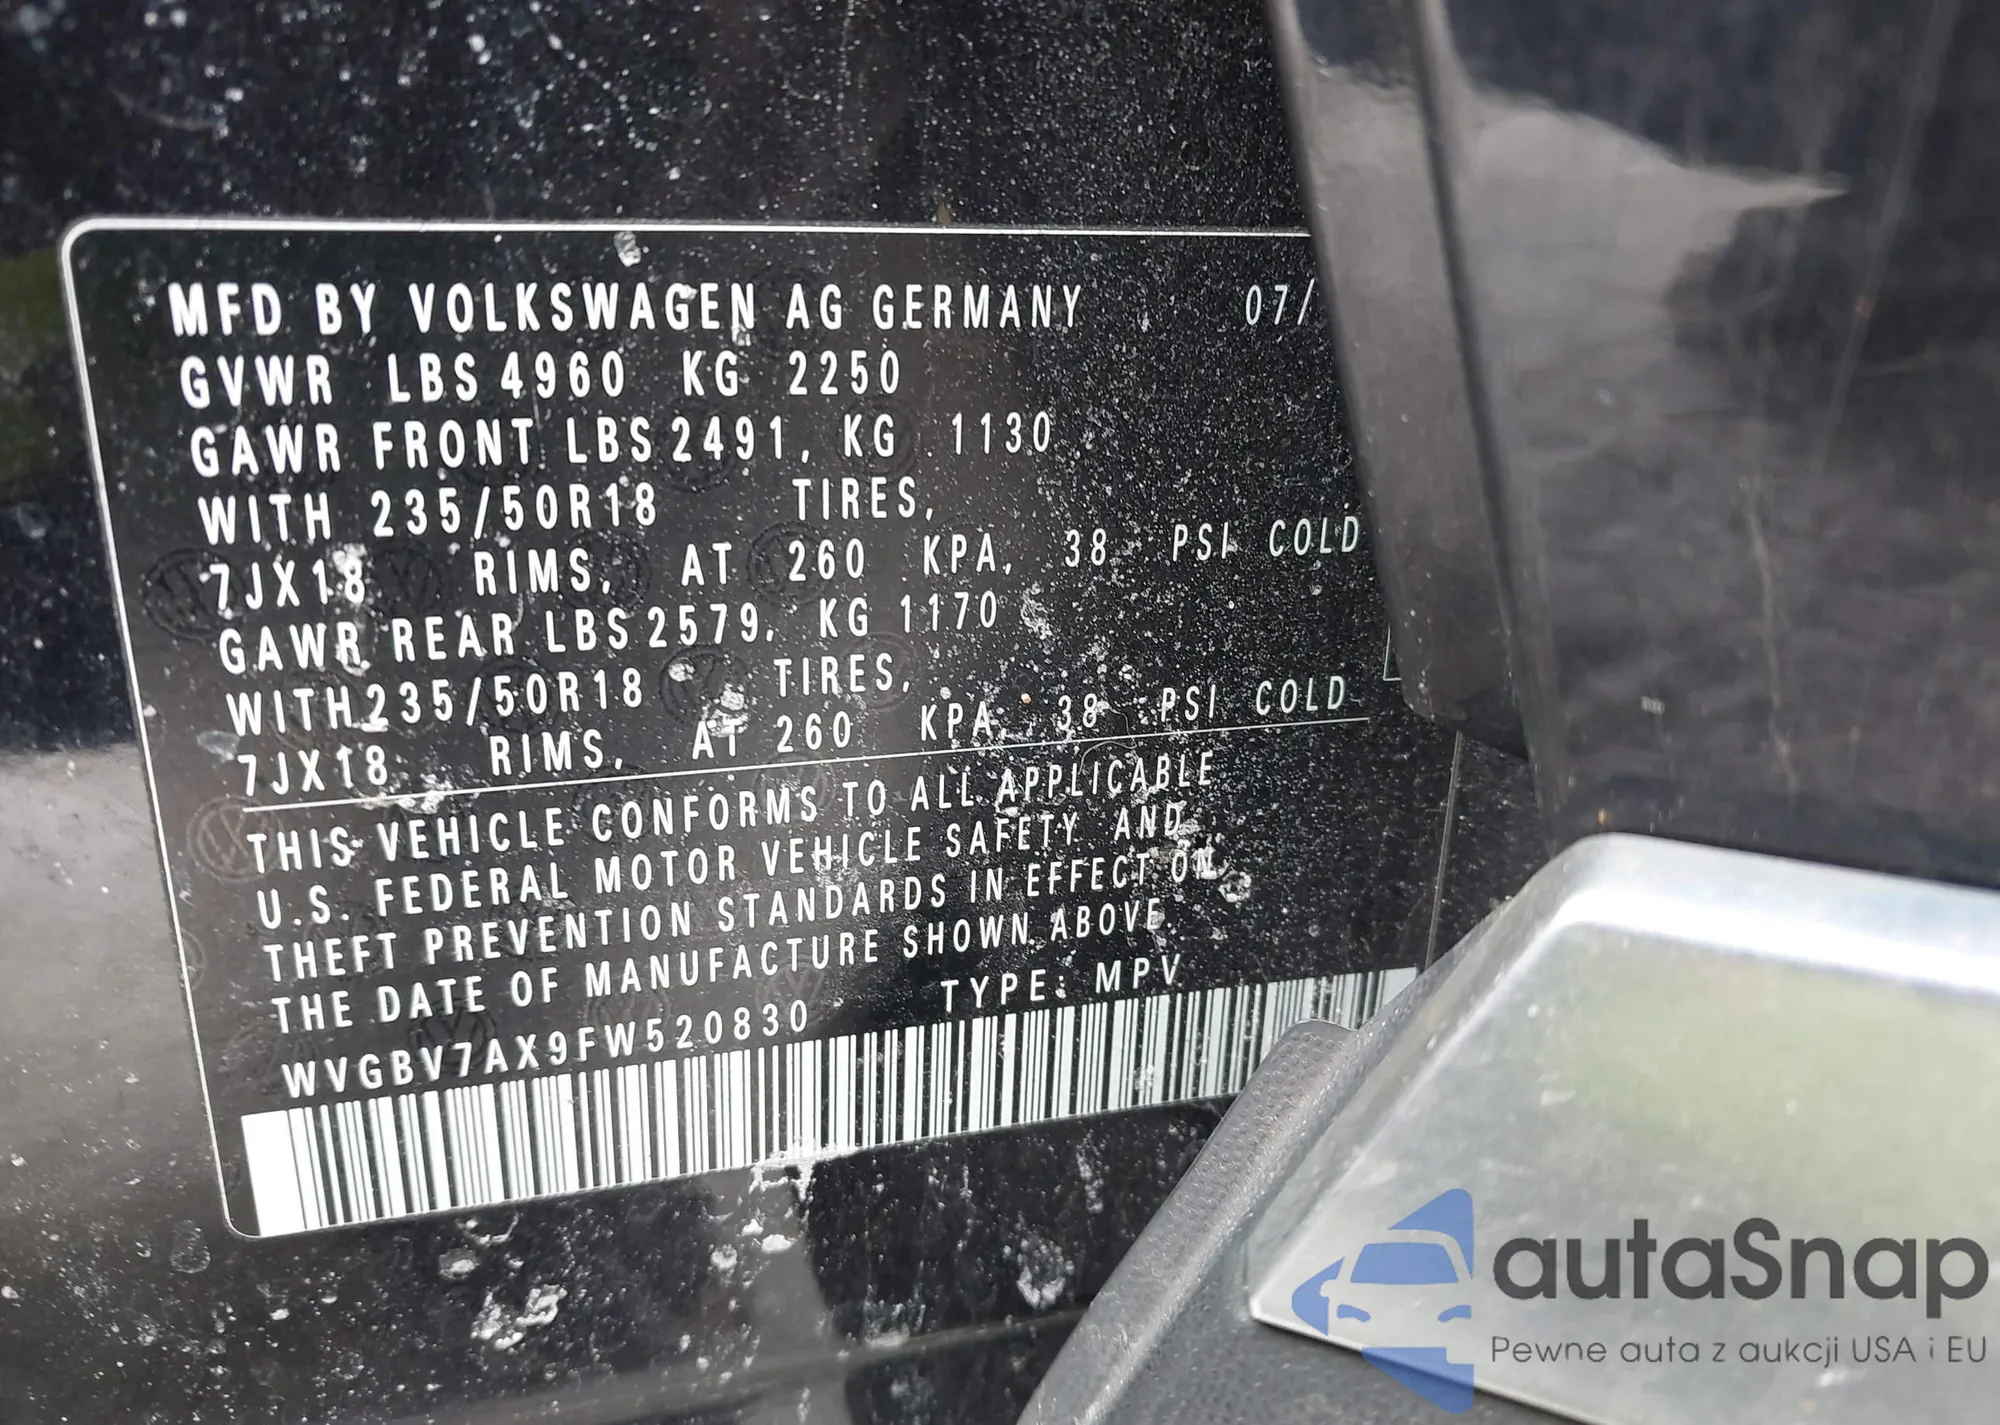 MFD BY VOLKSWAGEN AG GERMANY 07/
GVWR LBS 4960 KG 2250
GAWR FRONT LBS 2491, KG 1130
WITH 235/50R18 TIRES,
7JX18 RIMS, AT 260 KPA, 38 PSI COLD
GAWR REAR LBS 2579, KG 1170
WITH 235/50R18 TIRES,
7JX18 RIMS, AT 260 KPA, 38 PSI COLD
THIS VEHICLE CONFORMS TO ALL APPLICABLE
U.S. FEDERAL MOTOR VEHICLE SAFETY AND
THEFT PREVENTION STANDARDS IN EFFECT ON
THE DATE OF MANUFACTURE SHOWN ABOVE.
WVGBV7AX9FW520830 TYPE: MPV
autaSnap
Pewne auta z aukcji USA i EU